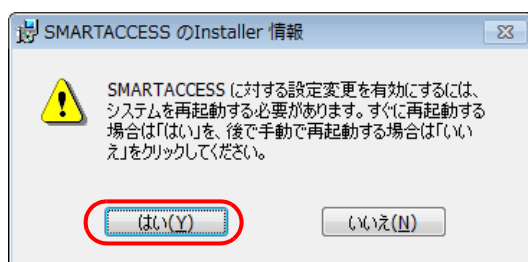 SMARTACCESS のInstaller 情報
SMARTACCESS に対する設定変更を有効にするには、
システムを再起動する必要があります。すぐに再起動する
場合は「はい」を、後で手動で再起動する場合は「いい
え」をクリックしてください。
はい(Y)
いいえ(N)